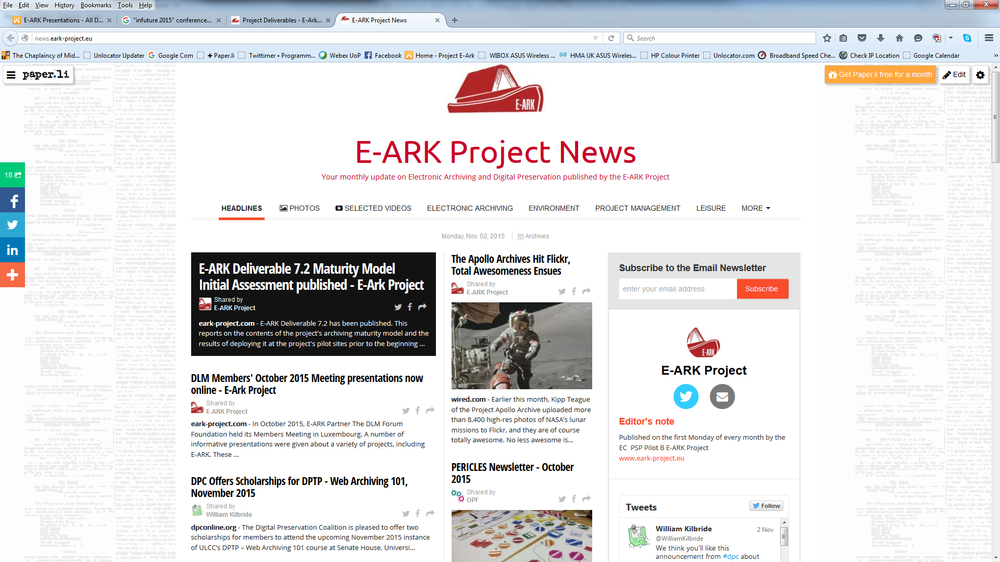 File Edit View History Bookmarks Tools Help
E-ARK Presentations - All D...
"infuture 2015" conference...
Project Deliverables - E-Ark...
E-ARK Project News
news.eark-project.eu
Search
The Chaplaincy of Mid...
Unlocator Updater
Google Com
+ Paper.li
Twittimer • Programm...
Webex UoP
Facebook
Home - Project E-Ark
WIBOX ASUS Wireless ...
HMA UK ASUS Wireles...
HP Colour Printer
Unlocator.com
Broadband Speed Che...
Check IP Location
Google Calendar
paper.li
Get Paper.li free for a month
Edit
E-ARK
E-ARK Project News
Your monthly update on Electronic Archiving and Digital Preservation published by the E-ARK Project
18
HEADLINES
PHOTOS
SELECTED VIDEOS
ELECTRONIC ARCHIVING
ENVIRONMENT
PROJECT MANAGEMENT
LEISURE
MORE
Monday, Nov. 02, 2015
Archives
E-ARK Deliverable 7.2 Maturity Model
Initial Assessment published - E-Ark Project
Shared by
E-ARK Project
eark-project.com - E-ARK Deliverable 7.2 has been published. This
reports on the contents of the project's archiving maturity model and the
results of deploying it at the project's pilot sites prior to the beginning ...
DLM Members' October 2015 Meeting presentations now
online - E-Ark Project
Shared by
E-ARK Project
eark-project.com - In October 2015, E-ARK Partner The DLM Forum
Foundation held its Members Meeting in Luxembourg. A number of
informative presentations were given about a variety of projects, including
E-ARK. These ...
DPC Offers Scholarships for DPTP - Web Archiving 101,
November 2015
Shared by
William Kilbride
dpconline.org - The Digital Preservation Coalition is pleased to offer two
scholarships for members to attend the upcoming November 2015 instance
of ULCC's DPTP – Web Archiving 101 course at Senate House, Universi...
The Apollo Archives Hit Flickr,
Total Awesomeness Ensues
Shared by
E-ARK Project
wired.com - Earlier this month, Kipp Teague
of the Project Apollo Archive uploaded more
than 8,400 high-res photos of NASA's lunar
missions to Flickr, and they are of course
totally awesome. No less awesome is...
PERICLES Newsletter - October
2015
Shared by
OPF
Subscribe to the Email Newsletter
enter your email address
Subscribe
E-ARK
E-ARK Project
Editor's note
Published on the first Monday of every month by the
EC PSP Pilot B E-ARK Project
www.eark-project.eu
Tweets
Follow
William Kilbride
2 Nov
@WilliamKilbride
We think you'll like this
announcement from #dpc about